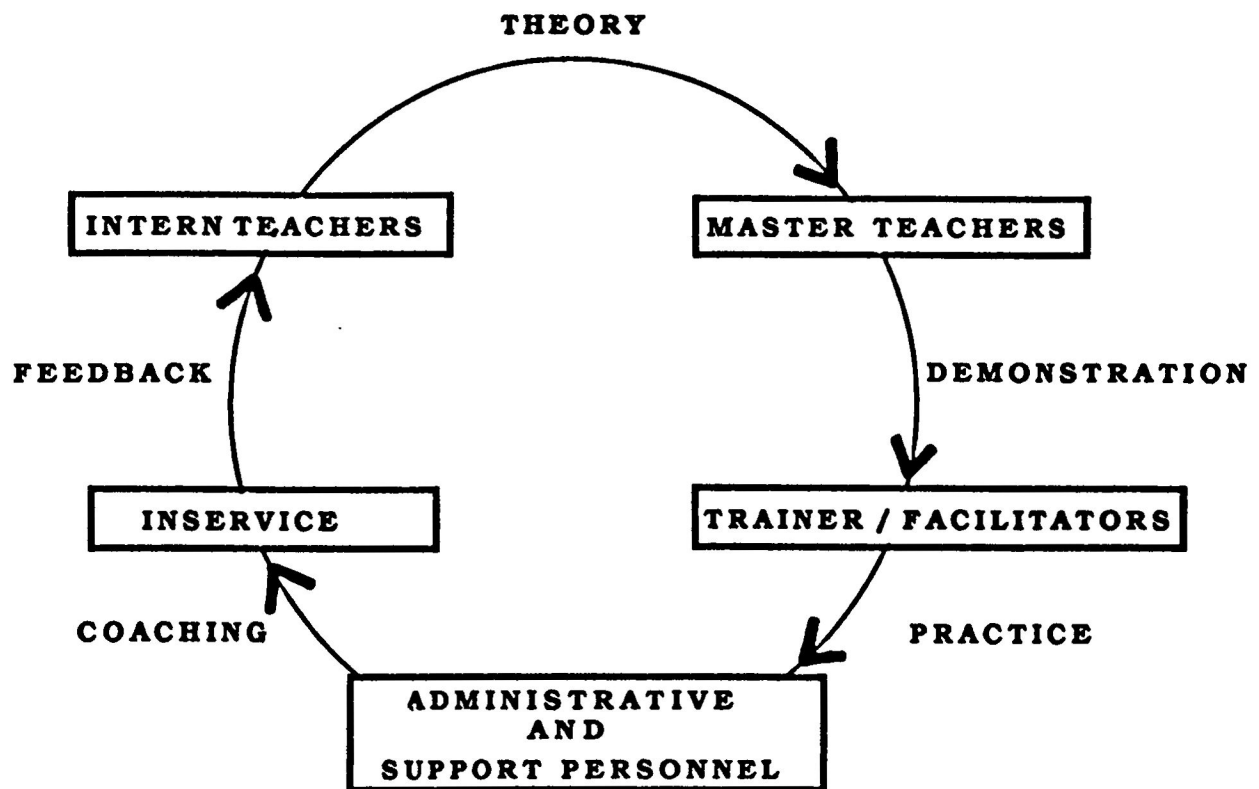 THEORY
INTERN TEACHERS
MASTER TEACHERS
FEEDBACK
DEMONSTRATION
INSERVICE
TRAINER / FACILITATORS
COACHING
PRACTICE
ADMINISTRATIVE
AND
SUPPORT PERSONNEL